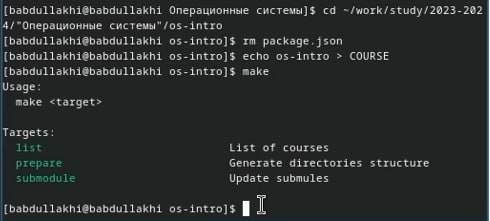 [babdullakhi@babdullakhi Операционные системы]$ cd ~/work/study/2023-202
4/"Операционные системы"/os-intro
[babdullakhi@babdullakhi os-intro]$ rm package.json
[babdullakhi@babdullakhi os-intro]$ echo os-intro > COURSE
[babdullakhi@babdullakhi os-intro]$ make
Usage:
  make <target>

Targets:
  list                          List of courses
  prepare                       Generate directories structure
  submodule                     Update submules

[babdullakhi@babdullakhi os-intro]$